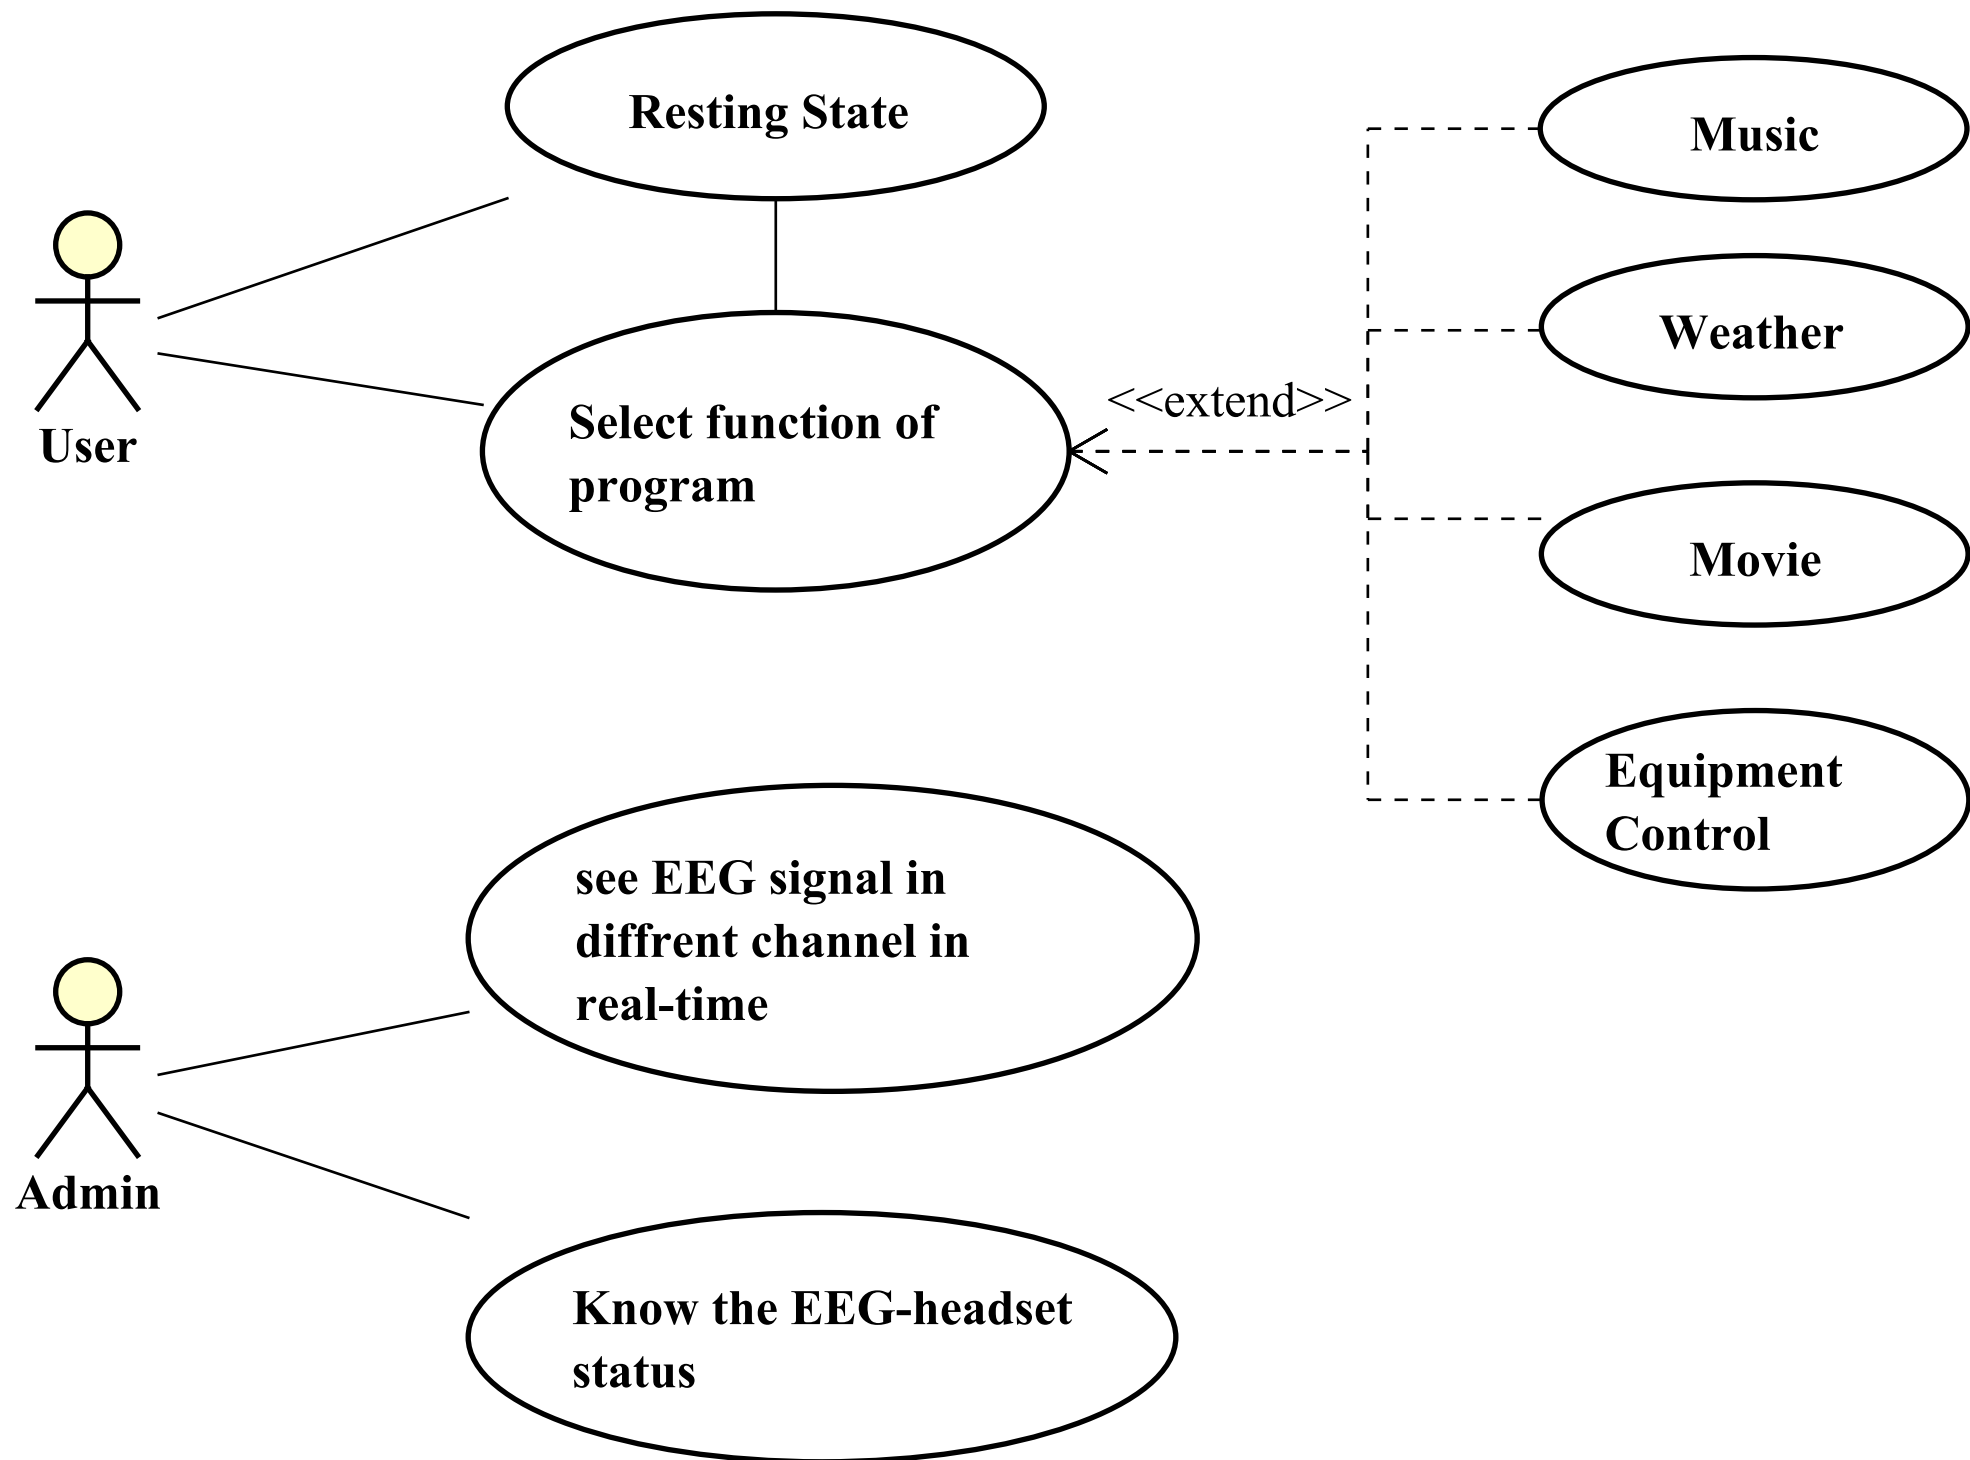 Resting State
Music
Weather
<<extend>>
Select function of
program
User
Movie
Equipment
Control
see EEG signal in
diffrent channel in
real-time
Admin
Know the EEG-headset
status